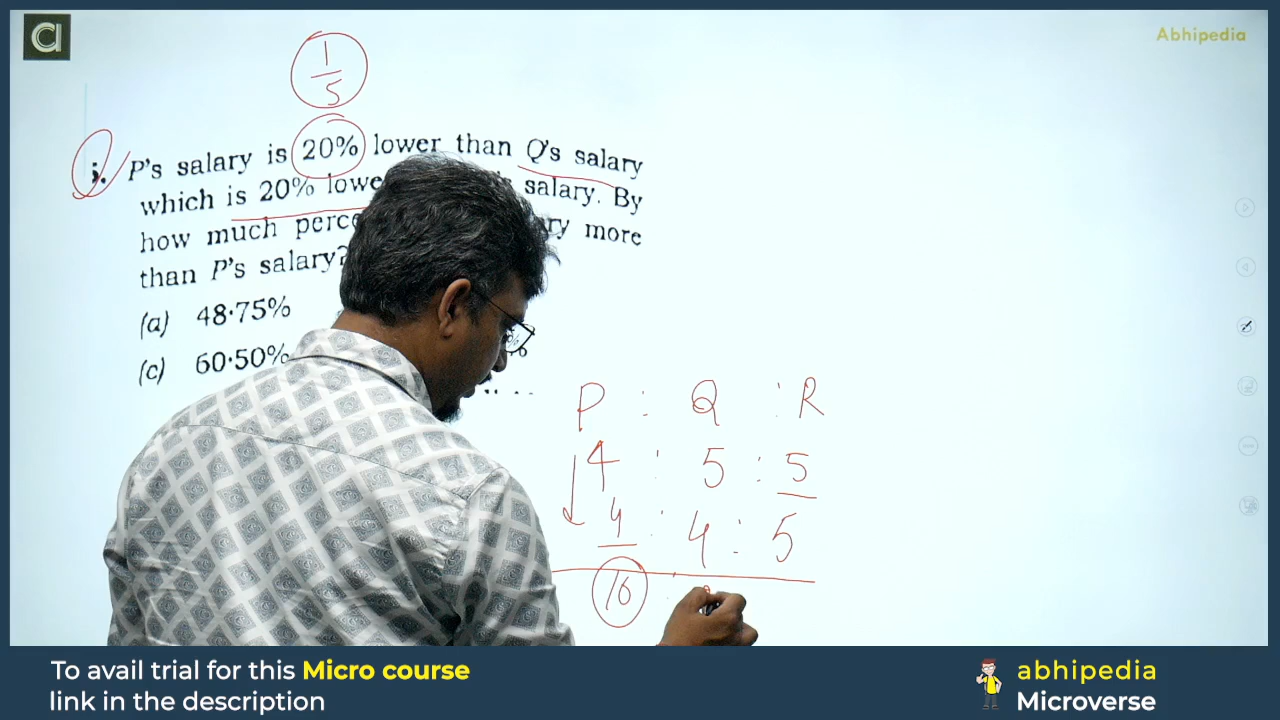 Abhipedia
1
5
P's salary is 20% lower than Q's salary
which is 20% lowe salary. By
how much perce ry more
than P's salary?
(a) 48·75%
(c) 60·50% %
P : Q : R
4 : 5 : 5
4 : 4 : 5
16
To avail trial for this Micro course
link in the description
abhipedia
Microverse